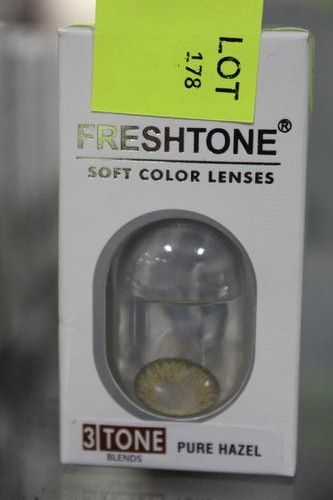 LOT
178
FRESHTONE®
SOFT COLOR LENSES
3 TONE
BLENDS
PURE HAZEL